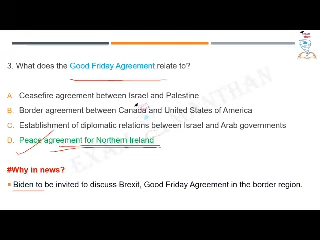 3. What does the Good Friday Agreement relate to?
A. Ceasefire agreement between Israel and Palestine
B. Border agreement between Canada and United States of America
C. Establishment of diplomatic relations between Israel and Arab governments
D. Peace agreement for Northern Ireland
#Why in news?
▪ Biden to be invited to discuss Brexit, Good Friday Agreement in the border region.